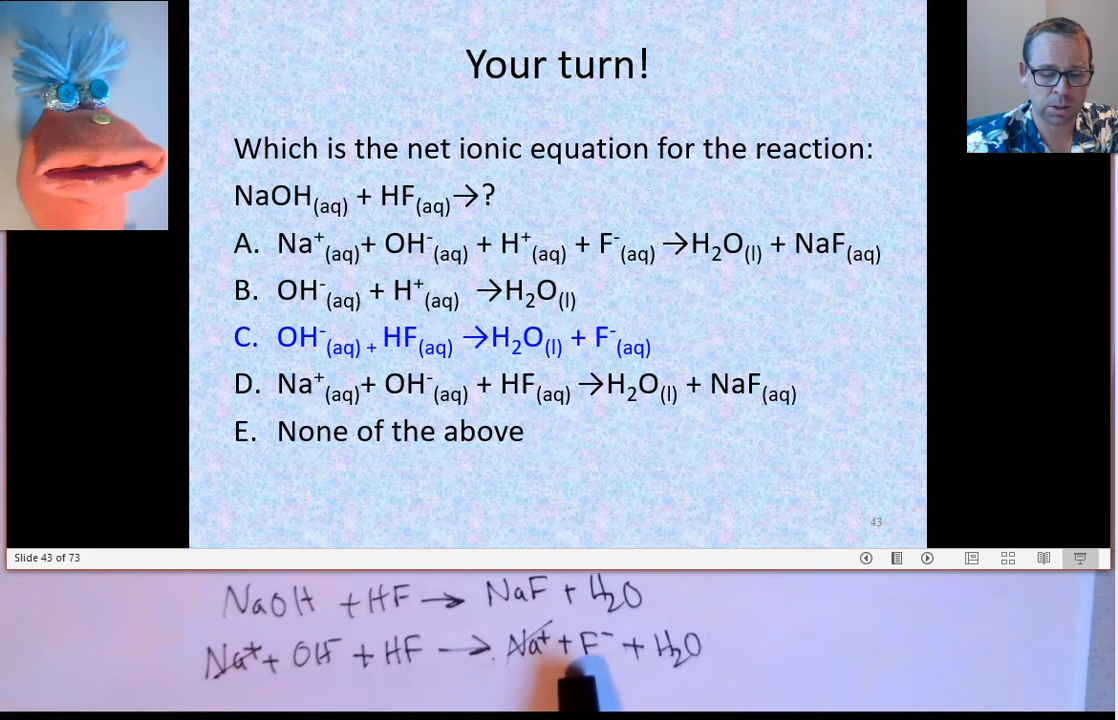 Your turn!
Which is the net ionic equation for the reaction:
NaOH(aq) + HF(aq)→?
A. Na⁺(aq)+ OH⁻(aq) + H⁺(aq) + F⁻(aq) →H₂O(l) + NaF(aq)
B. OH⁻(aq) + H⁺(aq) →H₂O(l)
C. OH⁻(aq) + HF(aq) →H₂O(l) + F⁻(aq)
D. Na⁺(aq)+ OH⁻(aq) + HF(aq) →H₂O(l) + NaF(aq)
E. None of the above
43
Slide 43 of 73
NaOH + HF → NaF + H₂O
Na⁺ + OH⁻ + HF → Na⁺ + F⁻ + H₂O